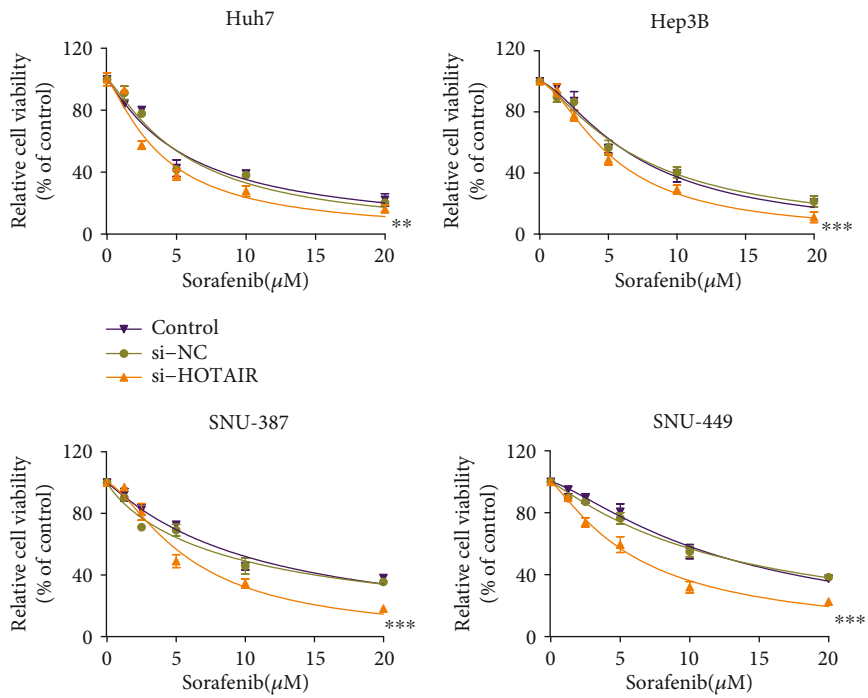 Huh7
Relative cell viability
(% of control)
120
80
40
0
0
5
10
15
20
**
Sorafenib(μM)
Hep3B
Relative cell viability
(% of control)
120
80
40
0
0
5
10
15
20
***
Sorafenib(μM)
Control
si–NC
si–HOTAIR
SNU-387
Relative cell viability
(% of control)
120
80
40
0
0
5
10
15
20
***
Sorafenib(μM)
SNU-449
Relative cell viability
(% of control)
120
80
40
0
0
5
10
15
20
***
Sorafenib(μM)